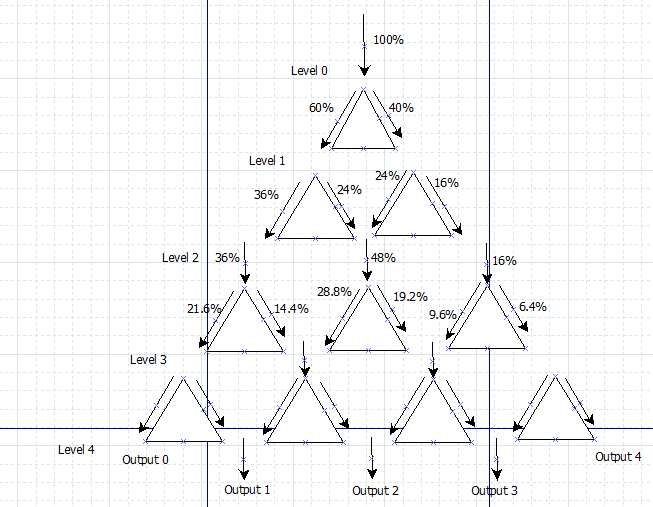 100%
Level 0
60%
40%
Level 1
36%
24%
24%
16%
Level 2
36%
48%
16%
21.6%
14.4%
28.8%
19.2%
9.6%
6.4%
Level 3
Level 4
Output 0
Output 4
Output 1
Output 2
Output 3